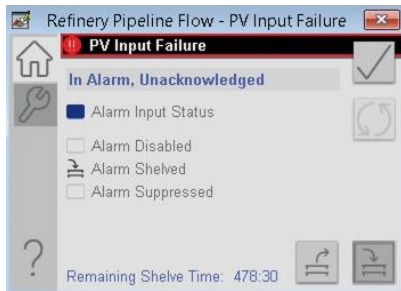 Refinery Pipeline Flow - PV Input Failure
PV Input Failure
In Alarm, Unacknowledged
Alarm Input Status
Alarm Disabled
Alarm Shelved
Alarm Suppressed
?
Remaining Shelve Time: 478:30